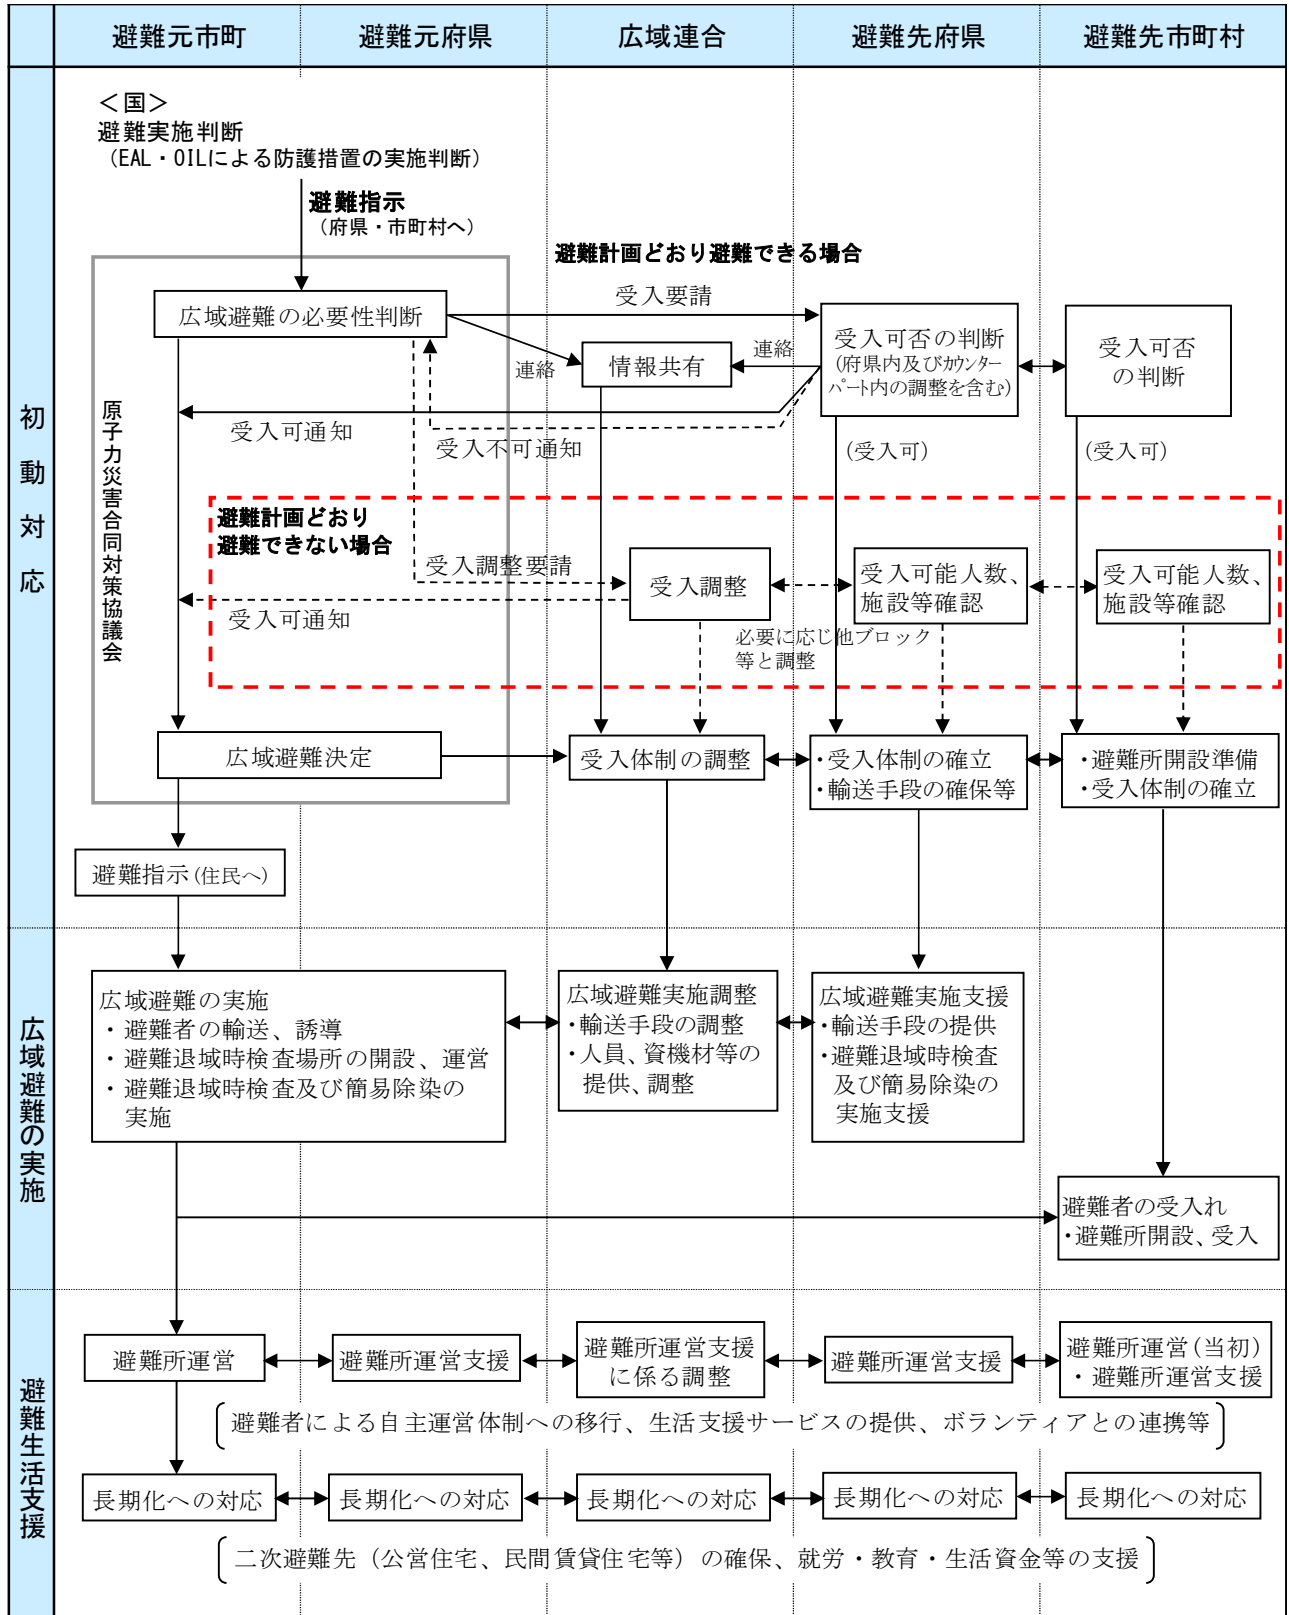 避難元市町
避難元府県
広域連合
避難先府県
避難先市町村
初動対応
＜国＞
避難実施判断
（EAL・OILによる防護措置の実施判断）
避難指示
（府県・市町村へ）
避難計画どおり避難できる場合
原子力災害合同対策協議会
広域避難の必要性判断
受入要請
連絡
情報共有
連絡
受入可否の判断
(府県内及びｶｳﾝﾀｰ
ﾊﾟｰﾄ内の調整を含む)
受入可否
の判断
受入可通知
受入不可通知
(受入可)
(受入可)
避難計画どおり
避難できない場合
受入調整要請
受入調整
受入可能人数、
施設等確認
受入可能人数、
施設等確認
受入可通知
必要に応じ他ブロック
等と調整
広域避難決定
受入体制の調整
・受入体制の確立
・輸送手段の確保等
・避難所開設準備
・受入体制の確立
避難指示(住民へ)
広域避難の実施
広域避難の実施
・避難者の輸送、誘導
・避難退域時検査場所の開設、運営
・避難退域時検査及び簡易除染の
実施
広域避難実施調整
・輸送手段の調整
・人員、資機材等の
提供、調整
広域避難実施支援
・輸送手段の提供
・避難退域時検査
及び簡易除染の
実施支援
避難者の受入れ
・避難所開設、受入
避難生活支援
避難所運営
避難所運営支援
避難所運営支援
に係る調整
避難所運営支援
避難所運営(当初)
・避難所運営支援
避難者による自主運営体制への移行、生活支援サービスの提供、ボランティアとの連携等
長期化への対応
長期化への対応
長期化への対応
長期化への対応
長期化への対応
二次避難先（公営住宅、民間賃貸住宅等）の確保、就労・教育・生活資金等の支援